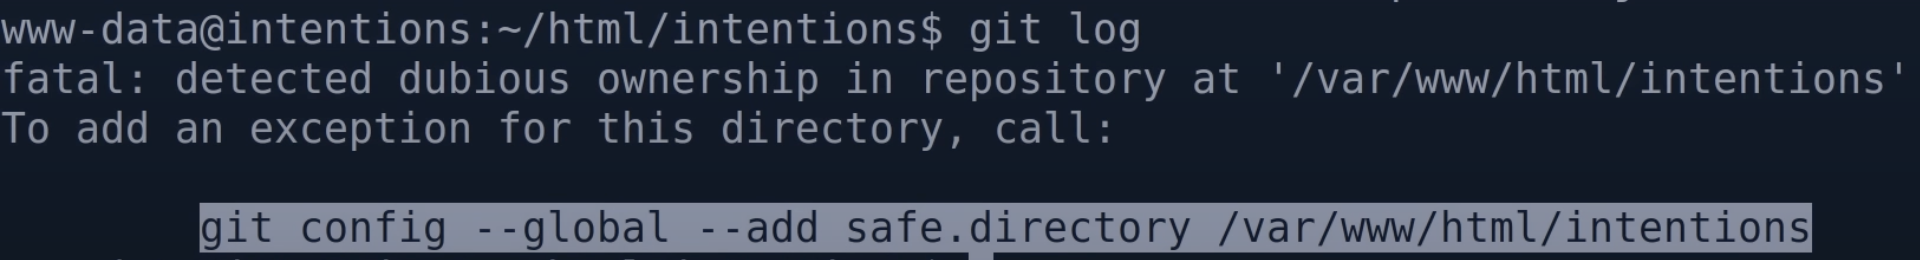 www-data@intentions:~/html/intentions$ git log
fatal: detected dubious ownership in repository at '/var/www/html/intentions'
To add an exception for this directory, call:
git config --global --add safe.directory /var/www/html/intentions